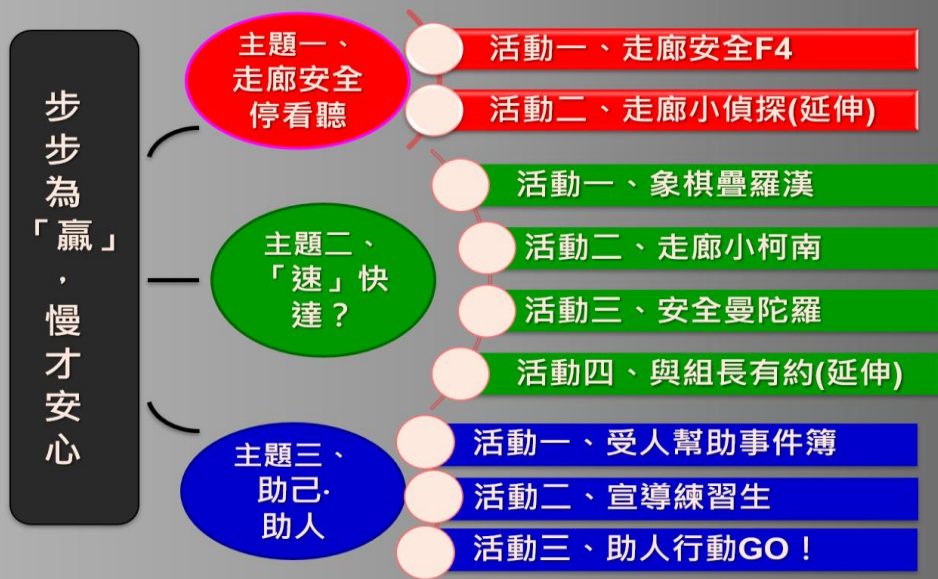 步步為「贏」，慢才安心
主題一、
走廊安全
停看聽
活動一、走廊安全F4
活動二、走廊小偵探(延伸)
主題二、
「速」快
達？
活動一、象棋疊羅漢
活動二、走廊小柯南
活動三、安全曼陀羅
活動四、與組長有約(延伸)
主題三、
助己·
助人
活動一、受人幫助事件簿
活動二、宣導練習生
活動三、助人行動GO！